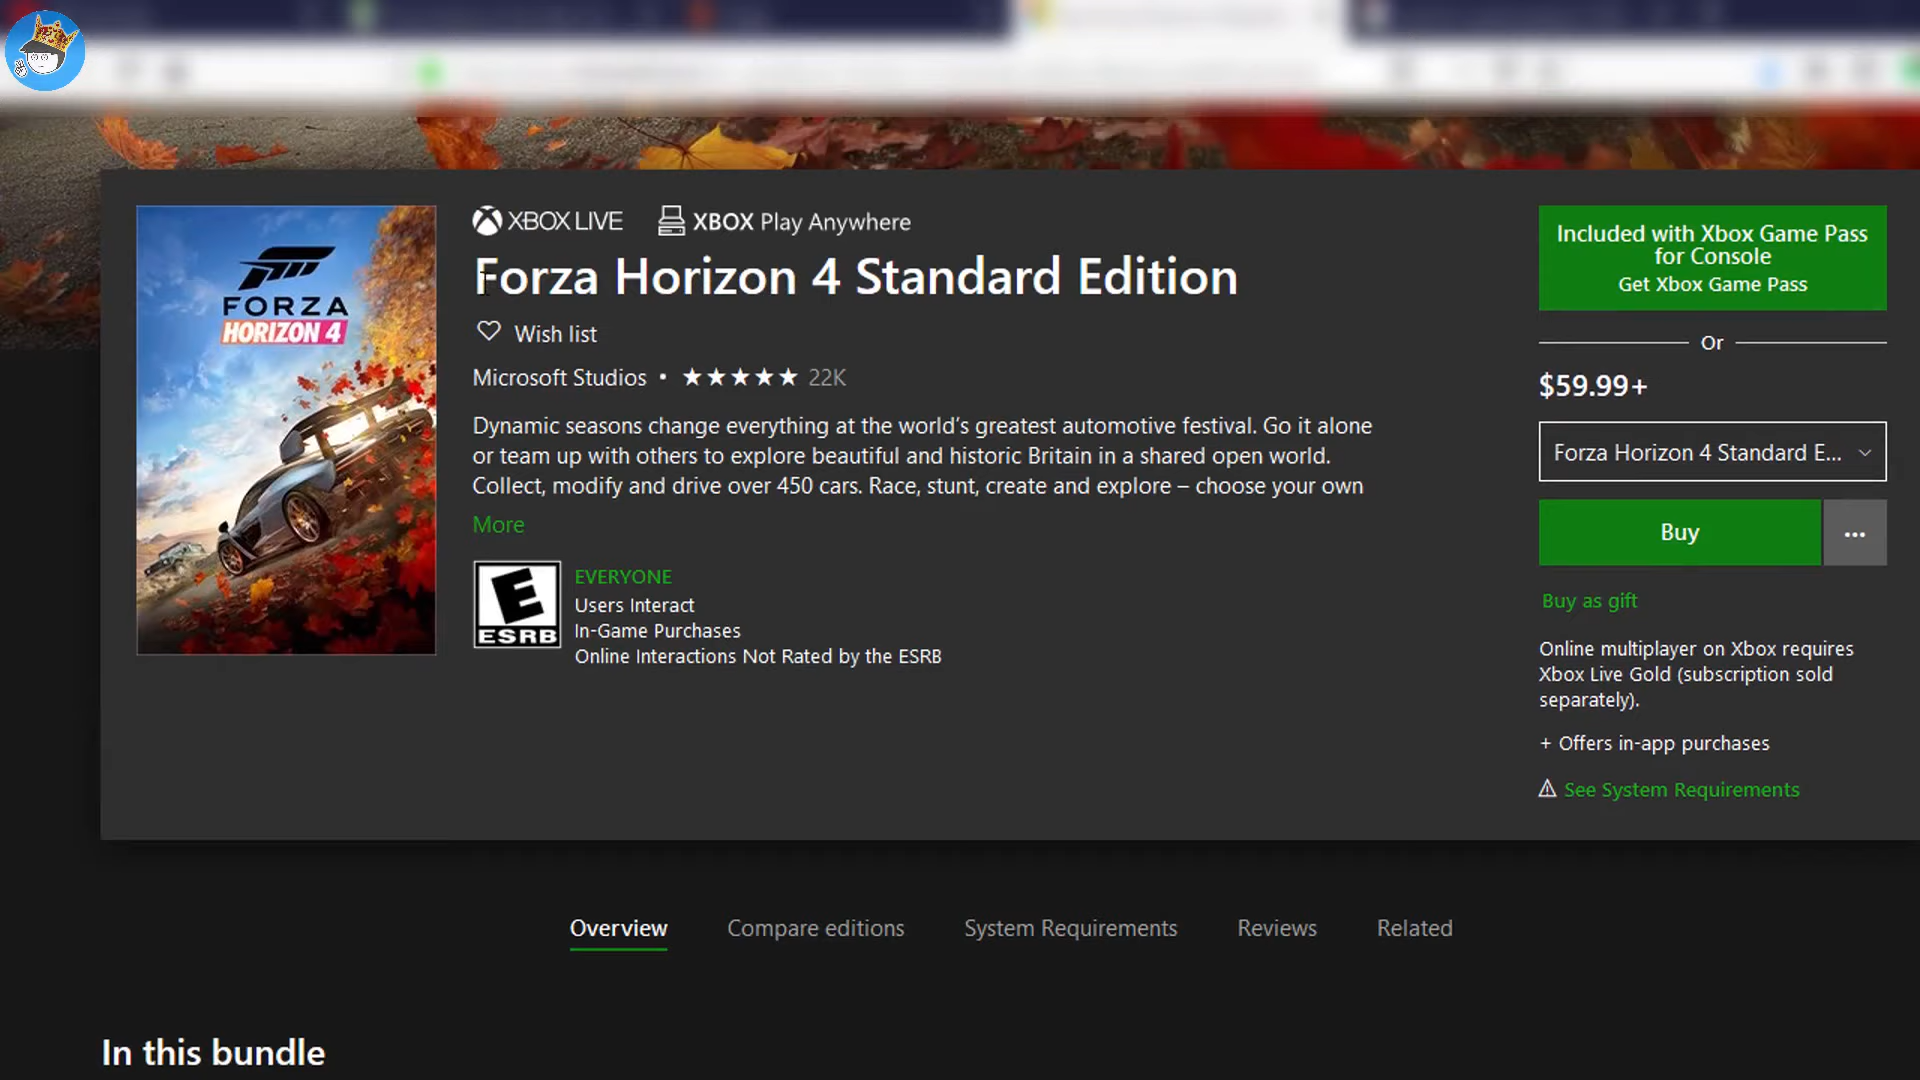 XBOX LIVE
XBOX Play Anywhere
Forza Horizon 4 Standard Edition
Wish list
Microsoft Studios • ★★★★★ 22K
Dynamic seasons change everything at the world's greatest automotive festival. Go it alone
or team up with others to explore beautiful and historic Britain in a shared open world.
Collect, modify and drive over 450 cars. Race, stunt, create and explore – choose your own
More
E
ESRB
EVERYONE
Users Interact
In-Game Purchases
Online Interactions Not Rated by the ESRB
FORZA
HORIZON 4
Included with Xbox Game Pass
for Console
Get Xbox Game Pass
Or
$59.99+
Forza Horizon 4 Standard E...
Buy
...
Buy as gift
Online multiplayer on Xbox requires
Xbox Live Gold (subscription sold
separately).
+ Offers in-app purchases
See System Requirements
Overview
Compare editions
System Requirements
Reviews
Related
In this bundle